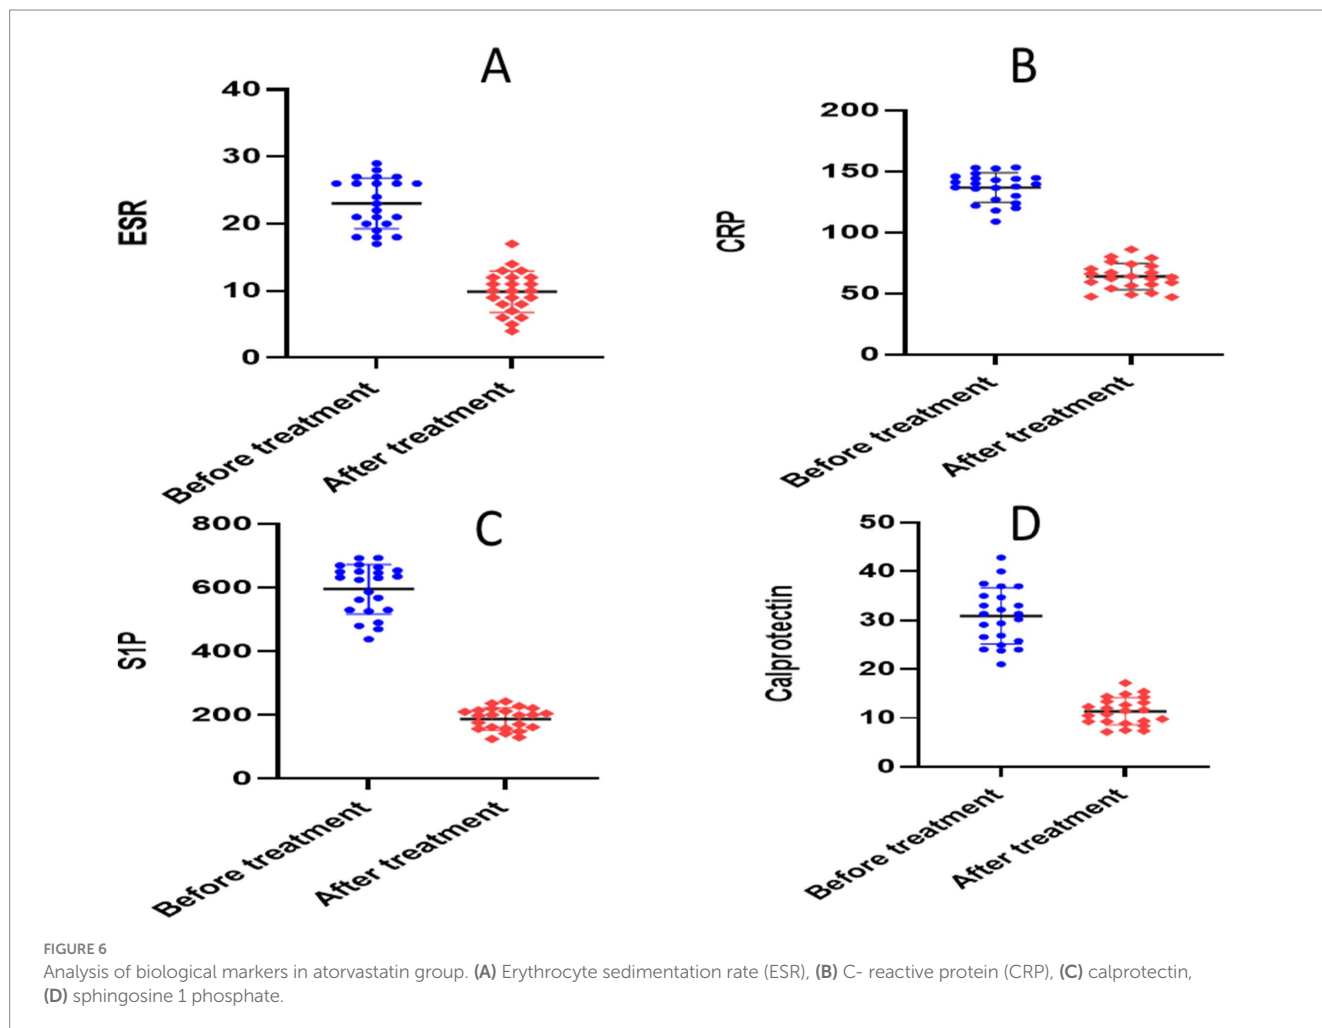 A
40
30
20
10
0
ESR
Before treatment
After treatment
B
200
150
100
50
0
CRP
Before treatment
After treatment
C
800
600
400
200
0
S1P
Before treatment
After treatment
D
50
40
30
20
10
0
Calprotectin
Before treatment
After treatment
FIGURE 6
Analysis of biological markers in atorvastatin group. (A) Erythrocyte sedimentation rate (ESR), (B) C- reactive protein (CRP), (C) calprotectin,
(D) sphingosine 1 phosphate.